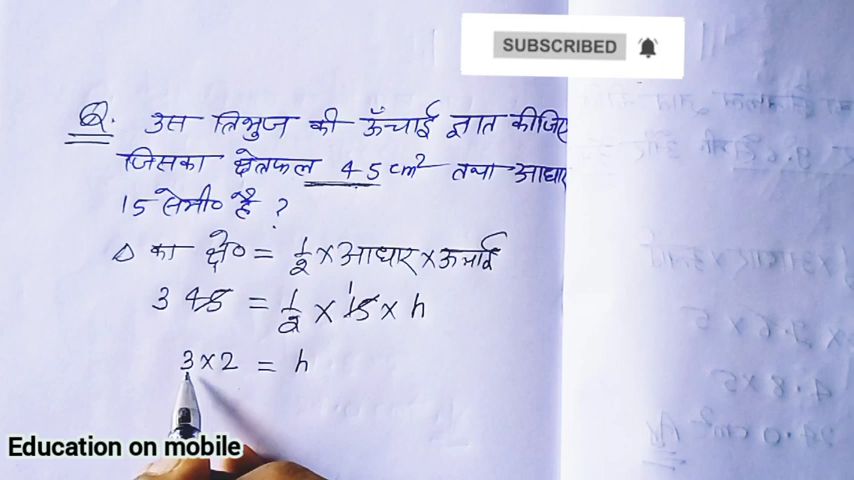 SUBSCRIBED
Q. उस त्रिभुज की ऊँचाई ज्ञात कीजिए
जिसका क्षेत्रफल 45 cm² तथा आधार
15 सेमी० है ?
△ का क्षे० = 1/2 × आधार × ऊचाई
3 45 = 1/2 × 1 15 × h
3 × 2 = h
Education on mobile